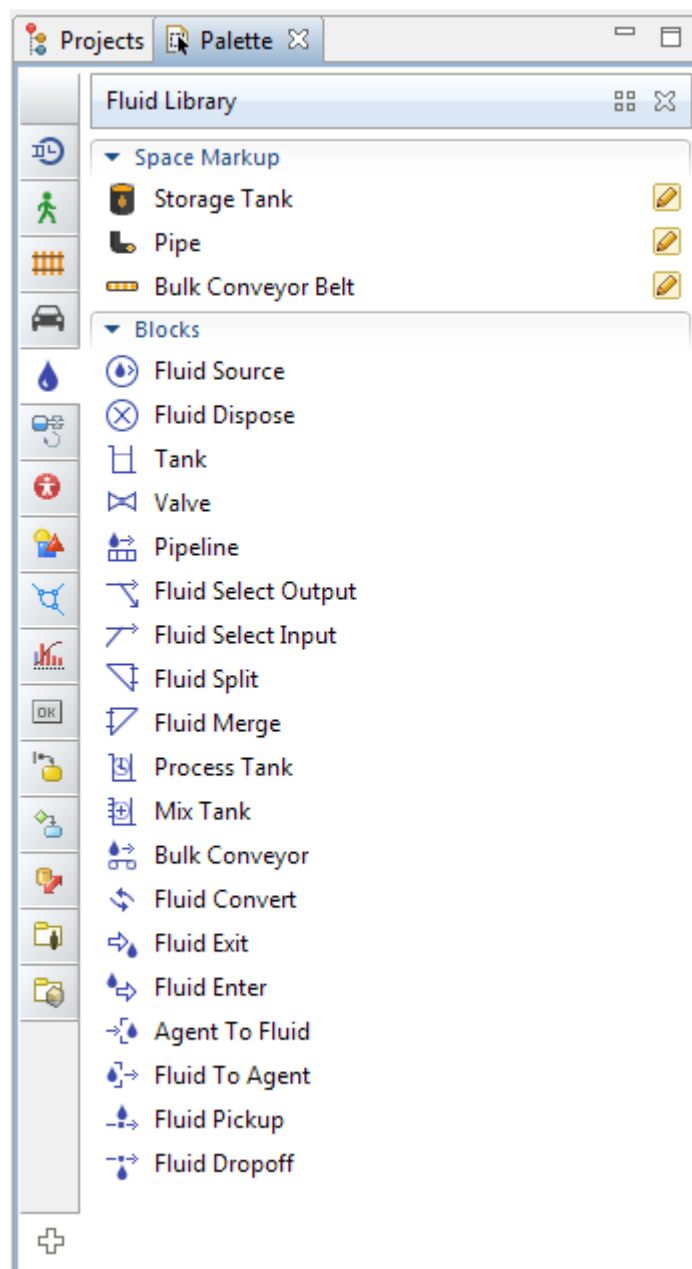 Projects Palette
Fluid Library
Space Markup
Storage Tank
Pipe
Bulk Conveyor Belt
Blocks
Fluid Source
Fluid Dispose
Tank
Valve
Pipeline
Fluid Select Output
Fluid Select Input
Fluid Split
OK
Fluid Merge
Process Tank
Mix Tank
Bulk Conveyor
Fluid Convert
Fluid Exit
Fluid Enter
Agent To Fluid
Fluid To Agent
Fluid Pickup
Fluid Dropoff